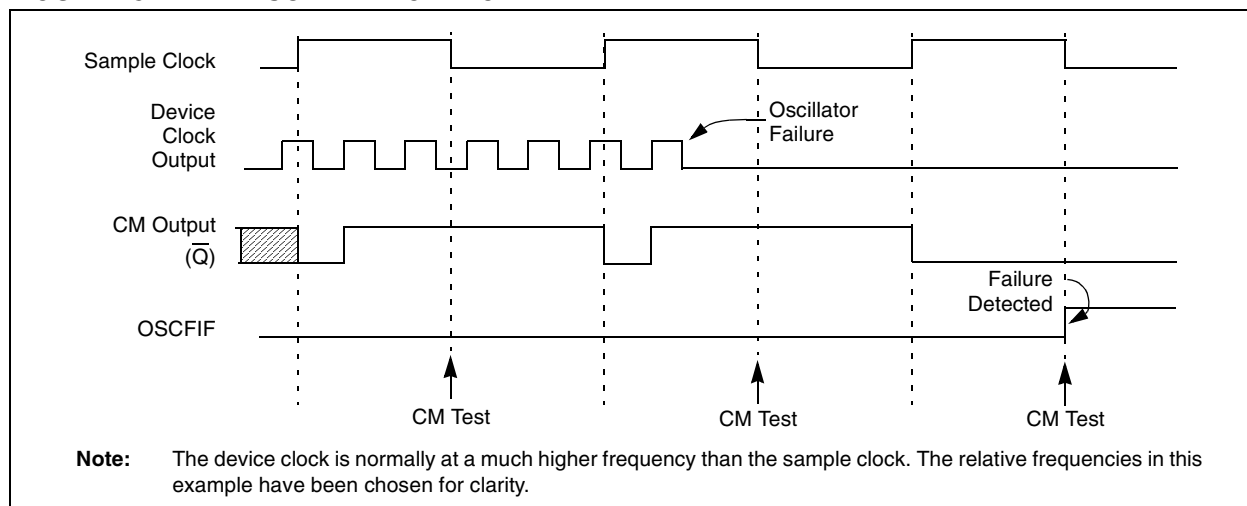 Sample Clock
Device
Clock
Output
Oscillator
Failure
CM Output
(Q̅)
Failure
Detected
OSCFIF
CM Test
CM Test
CM Test
Note: The device clock is normally at a much higher frequency than the sample clock. The relative frequencies in this
example have been chosen for clarity.